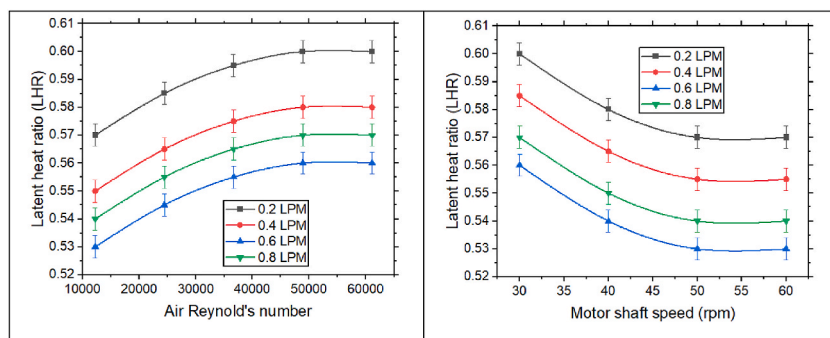 0.60
0.59
0.58
0.57
0.56
0.55
0.54
0.53
0.52
Latent heat ratio (LHR)
0.2 LPM
0.4 LPM
0.6 LPM
0.8 LPM
10000 20000 30000 40000 50000 60000
Air Reynold's number
0.60
0.59
0.58
0.57
0.56
0.55
0.54
0.53
0.52
Latent heat ratio (LHR)
0.2 LPM
0.4 LPM
0.6 LPM
0.8 LPM
30 35 40 45 50 55 60
Motor shaft speed (rpm)